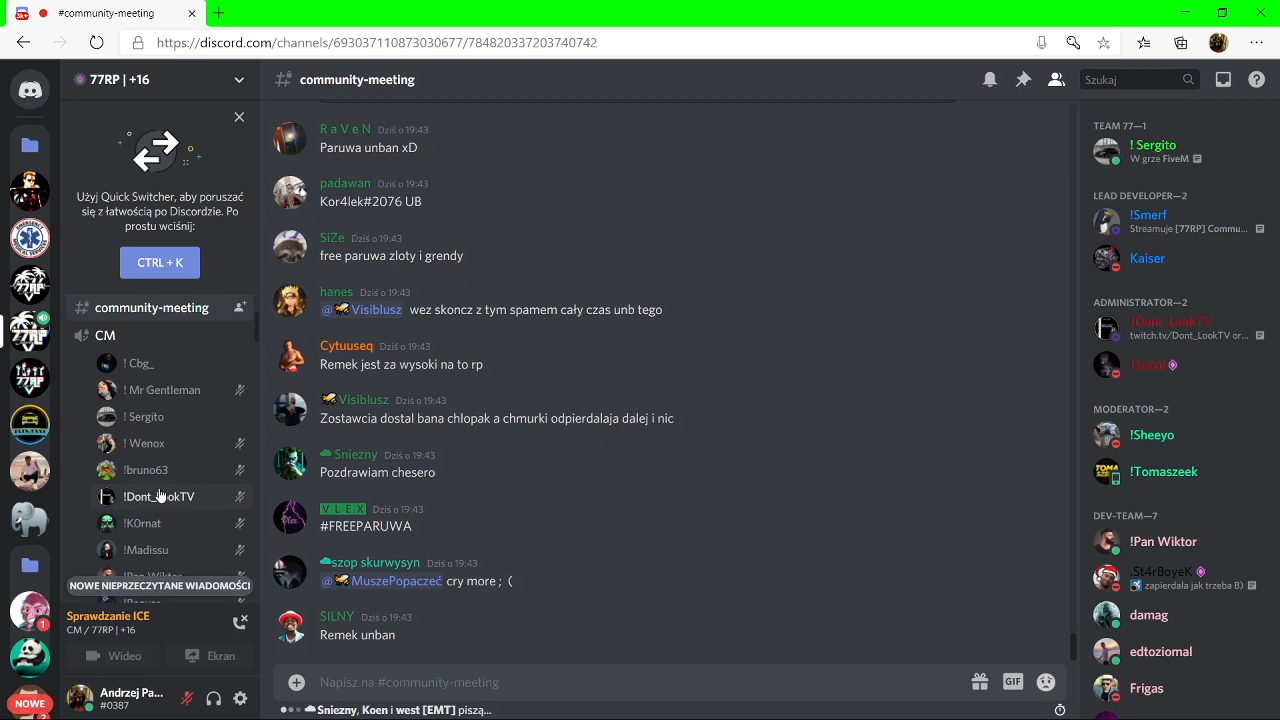 #community-meeting
https://discord.com/channels/693037110873030677/784820337203740742
77RP | +16
Użyj Quick Switcher, aby poruszać
się z łatwością po Discordzie. Po
prostu wciśnij:
CTRL + K
community-meeting
CM
! Cbg_
! Mr Gentleman
! Sergito
! Wenox
!bruno63
!Dont_LookTV
!K0rnat
!Madissu
NOWE NIEPRZECZYTANE WIADOMOŚCI
Sprawdzanie ICE
CM / 77RP | +16
Wideo
Ekran
Andrzej Pa...
#0387
NOWE
1
community-meeting
Szukaj
R a V e N Dziś o 19:43
Paruwa unban xD
padawan Dziś o 19:43
Kor4lek#2076 UB
SiZe Dziś o 19:43
free paruwa zloty i grendy
hanes Dziś o 19:43
@Visiblusz wez skoncz z tym spamem cały czas unb tego
Cytuuseq Dziś o 19:43
Remek jest za wysoki na to rp
Visiblusz Dziś o 19:43
Zostawcia dostal bana chlopak a chmurki odpierdalaja dalej i nic
Sniezny Dziś o 19:43
Pozdrawiam chesero
V L E X Dziś o 19:43
#FREEPARUWA
szop skurwysyn Dziś o 19:43
@MuszePopaczeć cry more ; (
SILNY Dziś o 19:43
Remek unban
Napisz na #community-meeting
GIF
Sniezny, Koen i west [EMT] piszą...
TEAM 77—1
! Sergito
W grze FiveM
LEAD DEVELOPER—2
!Smerf
Streamuje [77RP] Commu...
Kaiser
ADMINISTRATOR—2
!Dont_LookTV
twitch.tv/Dont_LookTV or...
!Subal
MODERATOR—2
!Sheeyo
!Tomaszeek
DEV-TEAM—7
!Pan Wiktor
.St4rBoyeK
zapierdala jak trzeba B)
damag
edtoziomal
Frigas